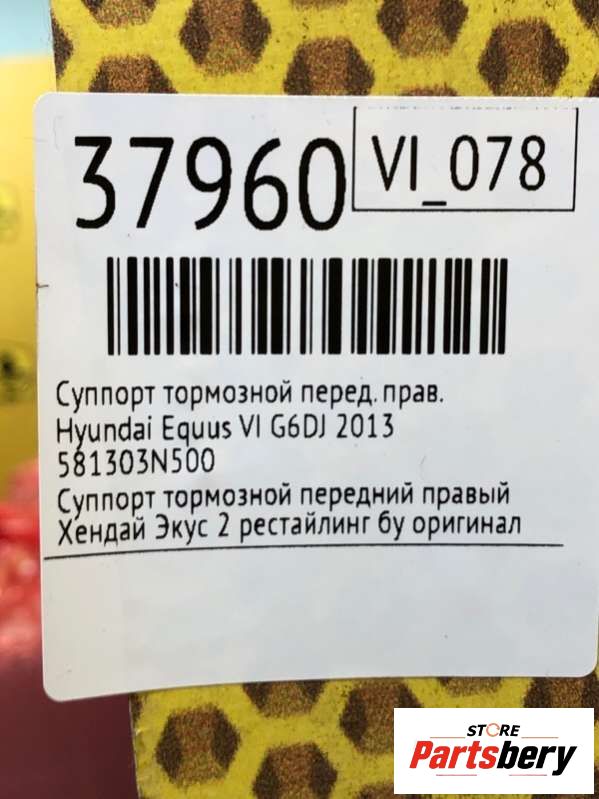 37960
VI_078
Суппорт тормозной перед. прав.
Hyundai Equus VI G6DJ 2013
581303N500
Суппорт тормозной передний правый
Хендай Экус 2 рестайлинг бу оригинал
STORE
Partsbery